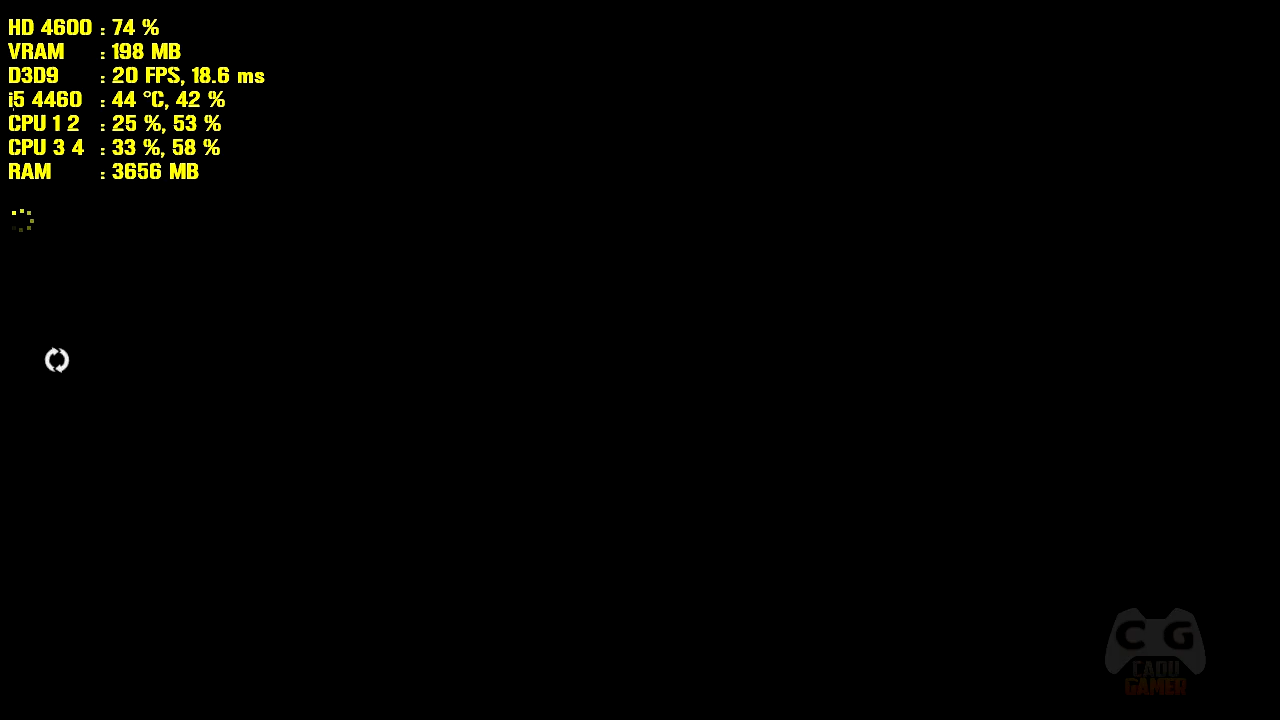 HD 4600 : 74 %
VRAM : 198 MB
D3D9 : 20 FPS, 18.6 ms
i5 4460 : 44 °C, 42 %
CPU 1 2 : 25 %, 53 %
CPU 3 4 : 33 %, 58 %
RAM : 3656 MB
C G
CADU
GAMER